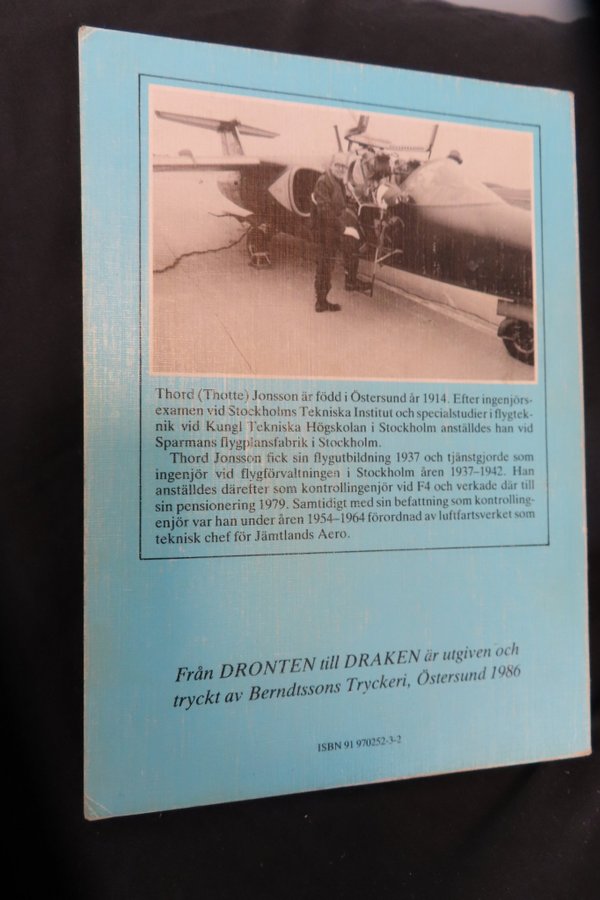 Thord (Thotte) Jonsson är född i Östersund år 1914. Efter ingenjörs-
examen vid Stockholms Tekniska Institut och specialstudier i flygtek-
nik vid Kungl Tekniska Högskolan i Stockholm anställdes han vid
Sparmans flygplansfabrik i Stockholm.
Thord Jonsson fick sin flygutbildning 1937 och tjänstgjorde som
ingenjör vid flygförvaltningen i Stockholm åren 1937–1942. Han
anställdes därefter som kontrollingenjör vid F4 och verkade där till
sin pensionering 1979. Samtidigt med sin befattning som kontrolling-
enjör var han under åren 1954–1964 förordnad av luftfartsverket som
teknisk chef för Jämtlands Aero.
Från DRONTEN till DRAKEN är utgiven och
tryckt av Berndtssons Tryckeri, Östersund 1986
ISBN 91 970252-3-2